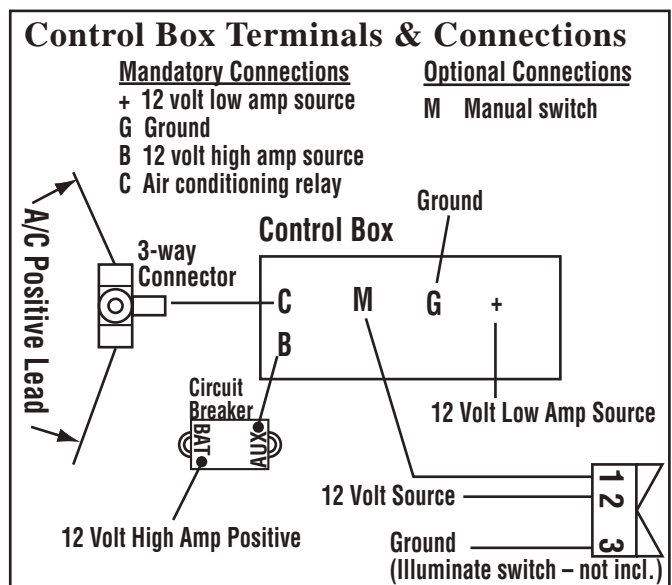 Control Box Terminals & Connections
Mandatory Connections
+ 12 volt low amp source
G Ground
B 12 volt high amp source
C Air conditioning relay
Optional Connections
M Manual switch
A/C Positive Lead
3-way
Connector
Control Box
Ground
C M G +
B
Circuit
Breaker
BAT AUX
12 Volt Low Amp Source
12 Volt High Amp Positive
12 Volt Source
1
2
3
Ground
(Illuminate switch – not incl.)